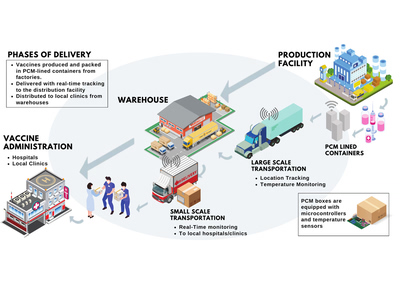 PHASES OF DELIVERY
• Vaccines produced and packed
in PCM-lined containers from
factories.
• Delivered with real-time tracking
to the distribution facility
• Distributed to local clinics from
warehouses
PRODUCTION
FACILITY
WAREHOUSE
VACCINE
ADMINISTRATION
• Hospitals
• Local Clinics
PCM LINED
CONTAINERS
LARGE SCALE
TRANSPORTATION
• Location Tracking
• Temperature Monitoring
SMALL SCALE
TRANSPORTATION
• Real-Time monitoring
• To local hospitals/clinics
PCM boxes are
equipped with
microcontrollers
and temperature
sensors